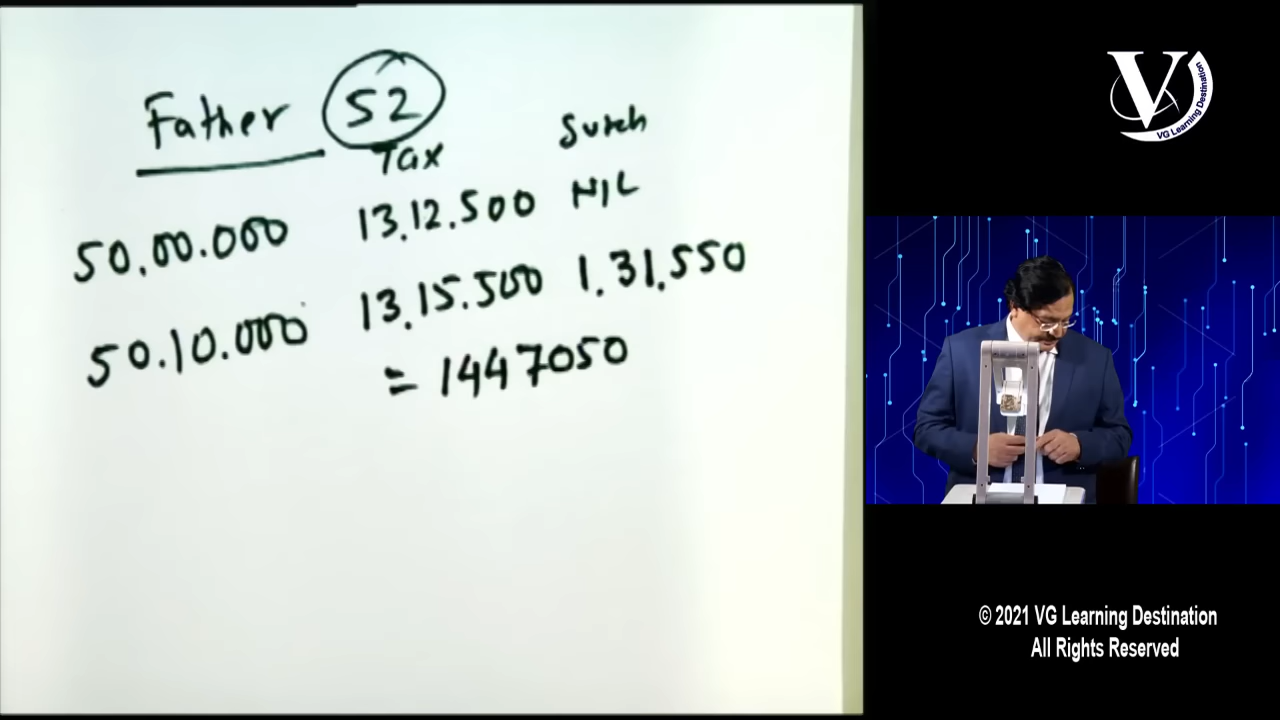 Father 52
Tax Surch
50,00,000 13,12,500 NIL
50,10,000 13,15,500 1,31,550
= 1447050
V
VG Learning Destination
© 2021 VG Learning Destination
All Rights Reserved